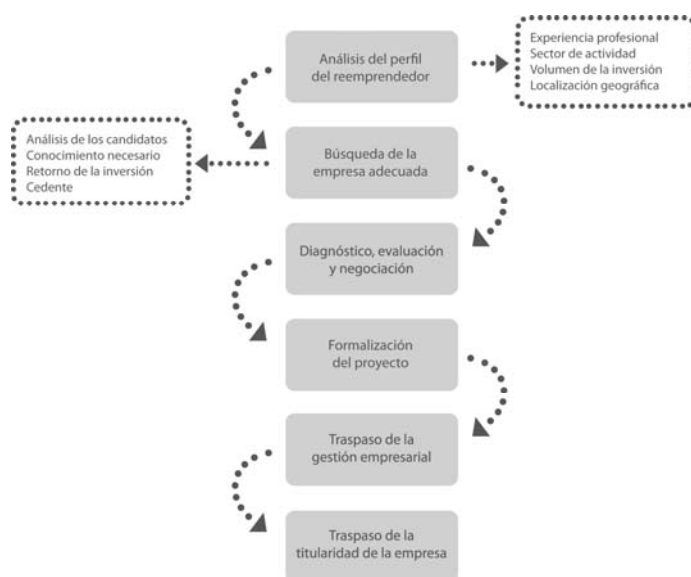 Análisis del perfil
del reemprendedor
Experiencia profesional
Sector de actividad
Volumen de la inversión
Localización geográfica
Búsqueda de la
empresa adecuada
Análisis de los candidatos
Conocimiento necesario
Retorno de la inversión
Cedente
Diagnóstico, evaluación
y negociación
Formalización
del proyecto
Traspaso de la
gestión empresarial
Traspaso de la
titularidad de la empresa